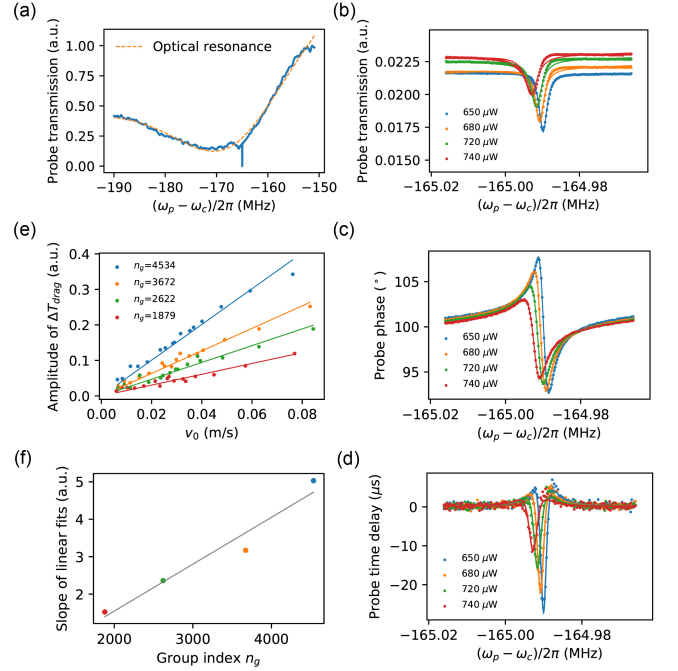 (a)
Probe transmission (a.u.)
1.00
0.75
0.50
0.25
0.00
Optical resonance
−190
−180
−170
−160
−150
(ωp − ωc)/2π (MHz)
(b)
Probe transmission (a.u.)
0.0225
0.0200
0.0175
0.0150
650 μW
680 μW
720 μW
740 μW
−165.02
−165.00
−164.98
(ωp − ωc)/2π (MHz)
(e)
Amplitude of ΔTdrag (a.u.)
0.4
0.3
0.2
0.1
0.0
ng=4534
ng=3672
ng=2622
ng=1879
0.00
0.02
0.04
0.06
0.08
v0 (m/s)
(c)
Probe phase (°)
105
100
95
650 μW
680 μW
720 μW
740 μW
−165.02
−165.00
−164.98
(ωp − ωc)/2π (MHz)
(f)
Slope of linear fits (a.u.)
5
4
3
2
2000
3000
4000
Group index ng
(d)
Probe time delay (μs)
0
−10
−20
650 μW
680 μW
720 μW
740 μW
−165.02
−165.00
−164.98
(ωp − ωc)/2π (MHz)